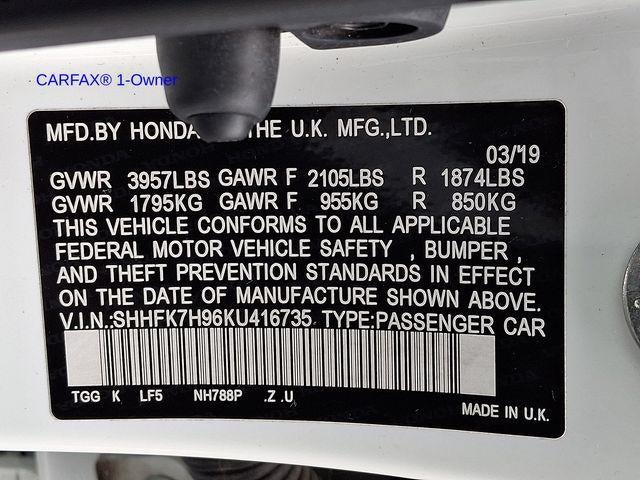 CARFAX® 1-Owner
MFD.BY HONDA THE U.K. MFG.,LTD.
03/19
GVWR 3957LBS GAWR F 2105LBS R 1874LBS
GVWR 1795KG GAWR F 955KG R 850KG
THIS VEHICLE CONFORMS TO ALL APPLICABLE
FEDERAL MOTOR VEHICLE SAFETY , BUMPER ,
AND THEFT PREVENTION STANDARDS IN EFFECT
ON THE DATE OF MANUFACTURE SHOWN ABOVE.
V.I.N.:SHHFK7H96KU416735 TYPE:PASSENGER CAR
TGG K LF5 NH788P .Z .U
MADE IN U.K.